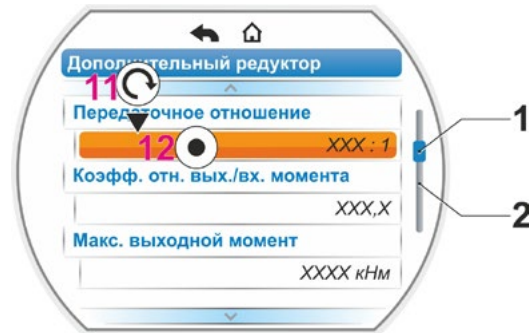 Дополнительный редуктор
11
Передаточное отношение
12
XXX : 1
1
Коэфф. отн. вых./вх. момента
XXX,X
2
Макс. выходной момент
XXXX кНм